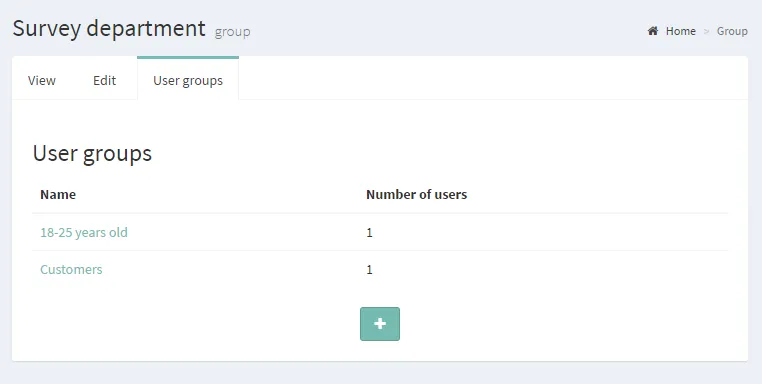 Survey department group
Home » Group
View Edit User groups
User groups
Name Number of users
18-25 years old 1
Customers 1